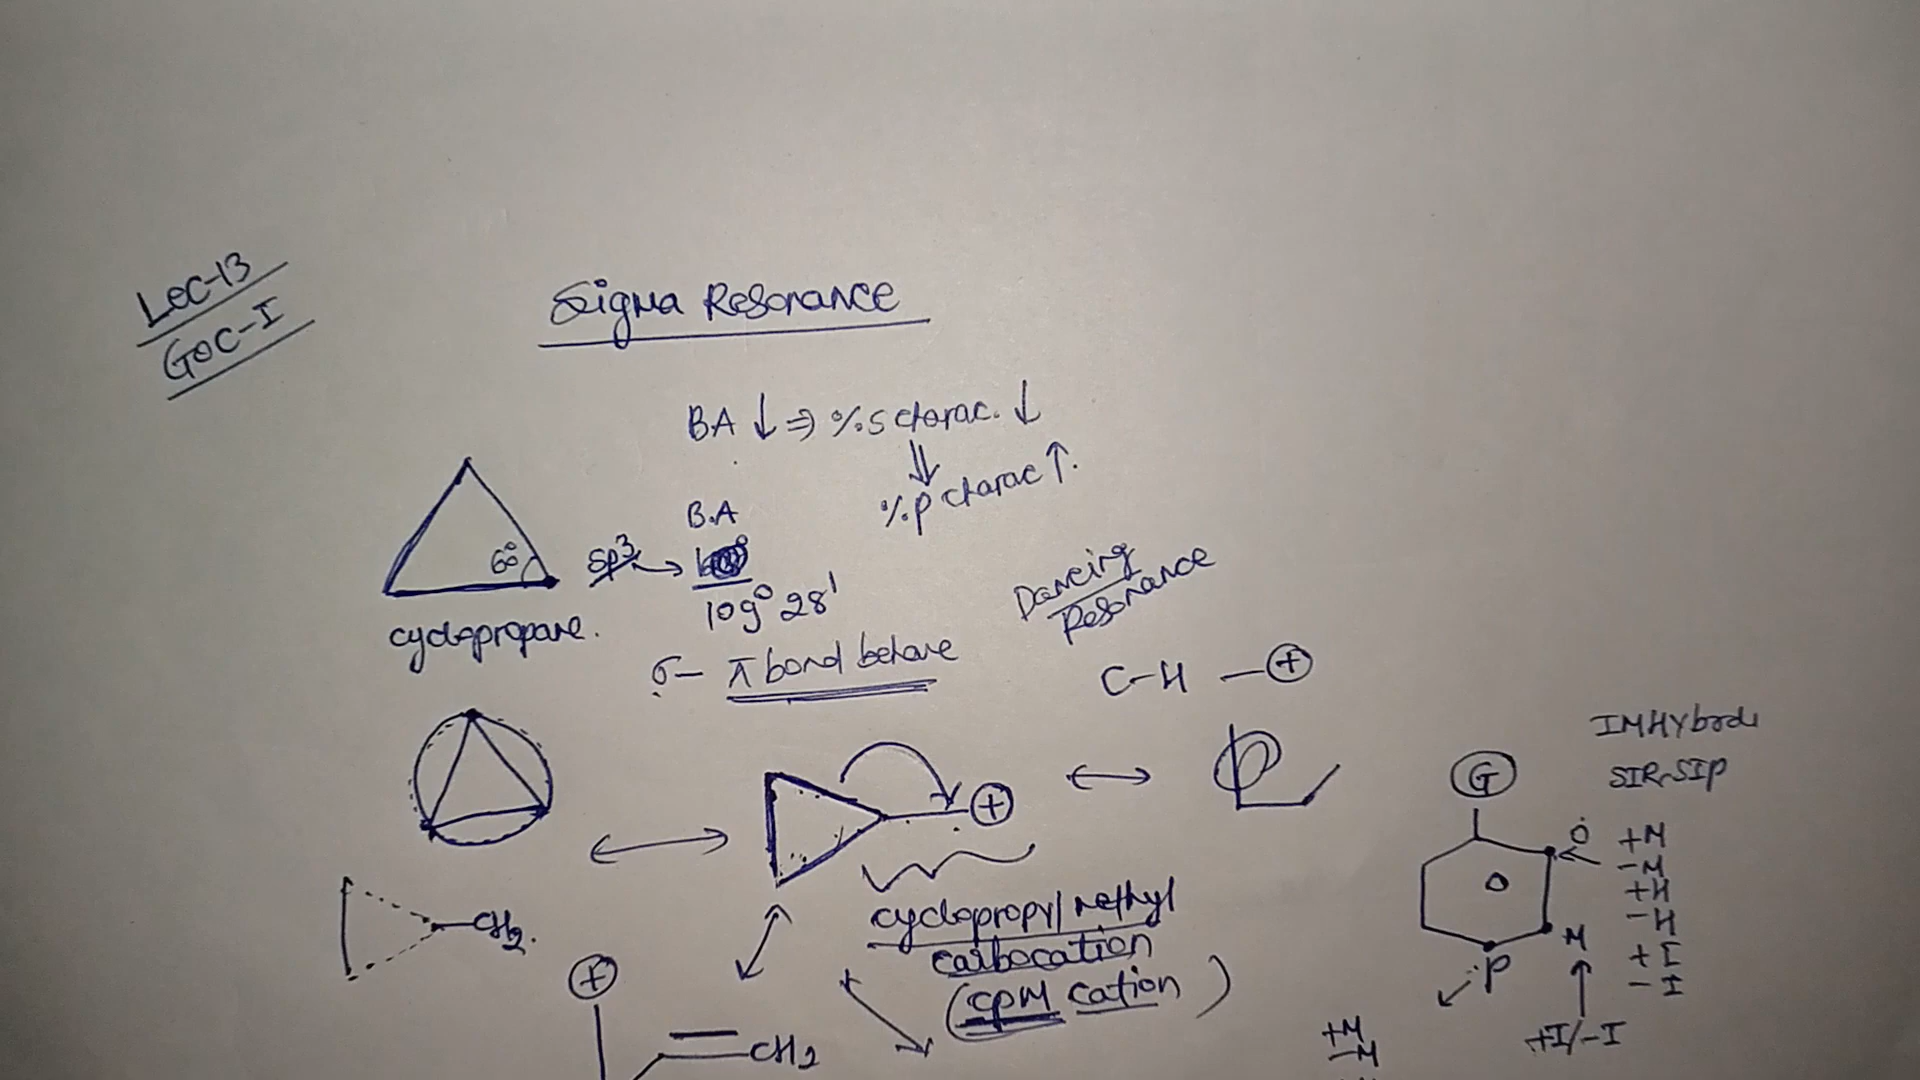 Lec-13
GOC-I
Sigma Resonance
BA ↓ ⇒ % s charac. ↓
⇓
% p charac ↑.
60°
sp3 →
B.A
109° 28'
cyclopropane.
σ- π bond behave
Dancing
Resonance
C-H -⊕
⊕
cyclopropyl methyl
carbocation
(CPM cation)
CH2.
⊕
CH2
G
O
M
P
SIR-SIP
+M
-M
+H
-H
+I
-I
+I/-I
+M
-M